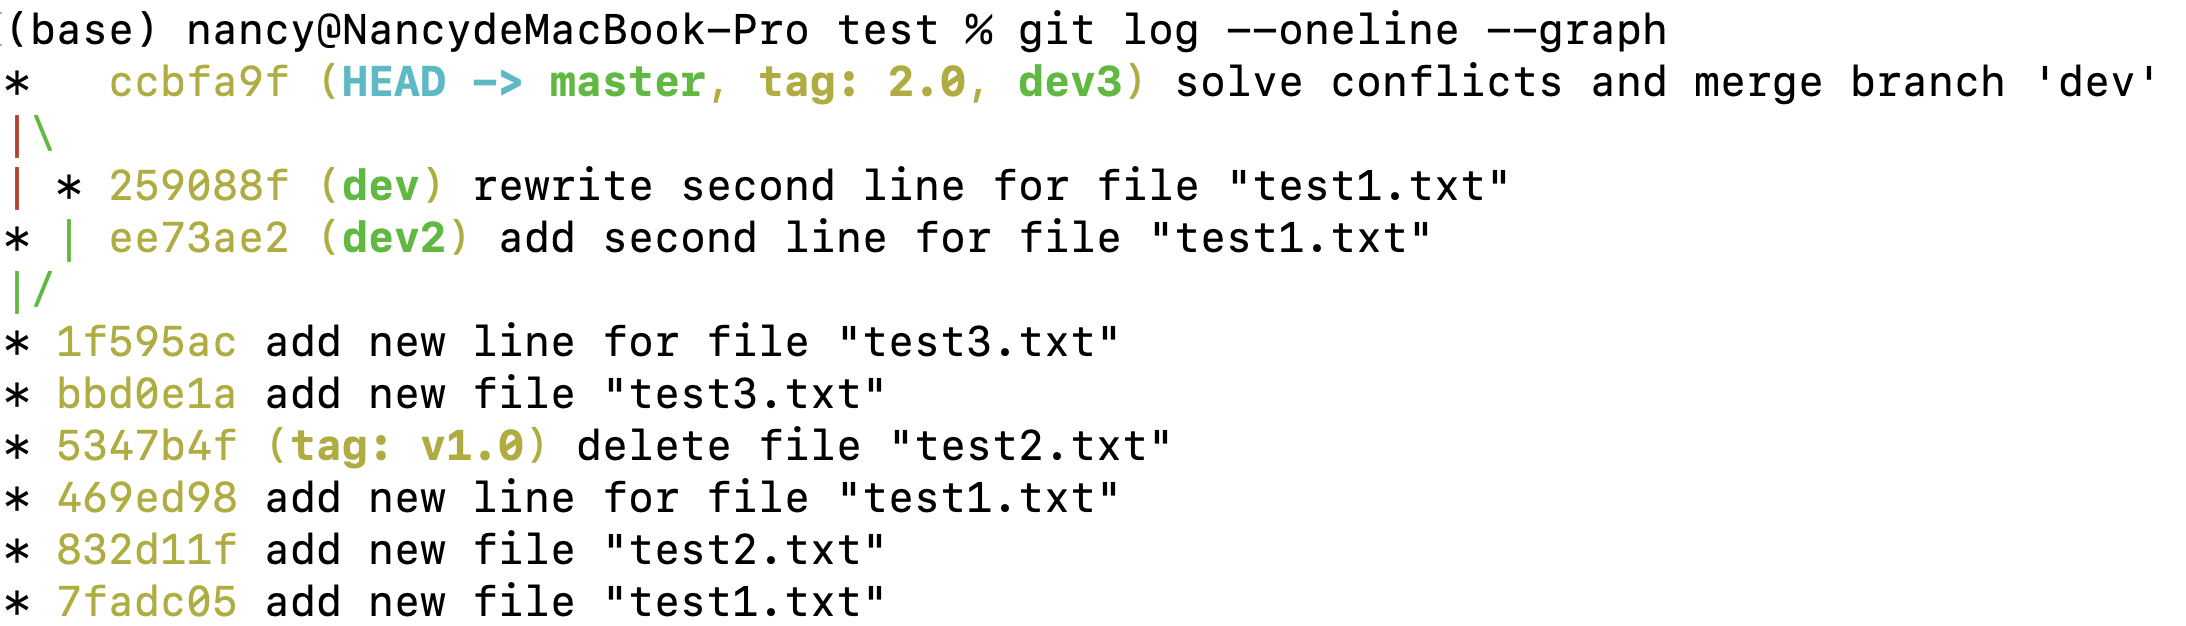 (base) nancy@NancydeMacBook-Pro test % git log --oneline --graph
*   ccbfa9f (HEAD -> master, tag: 2.0, dev3) solve conflicts and merge branch 'dev'
|\
| * 259088f (dev) rewrite second line for file "test1.txt"
* | ee73ae2 (dev2) add second line for file "test1.txt"
|/
* 1f595ac add new line for file "test3.txt"
* bbd0e1a add new file "test3.txt"
* 5347b4f (tag: v1.0) delete file "test2.txt"
* 469ed98 add new line for file "test1.txt"
* 832d11f add new file "test2.txt"
* 7fadc05 add new file "test1.txt"